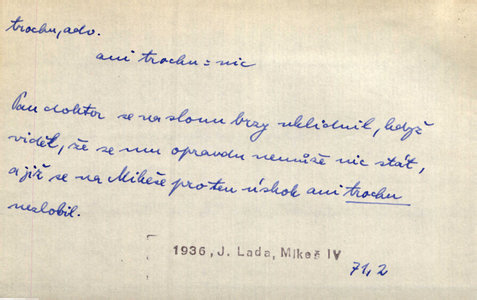 trochu, adv.
ani trochu = nic
Pan doktor se na slonu brzy uklidnil, když
viděl, že se mu opravdu nemůže nic stát,
a již se na Mikeše pro ten úskok ani trochu
nezlobil.
1936, J. Lada, Mikeš IV
71, 2